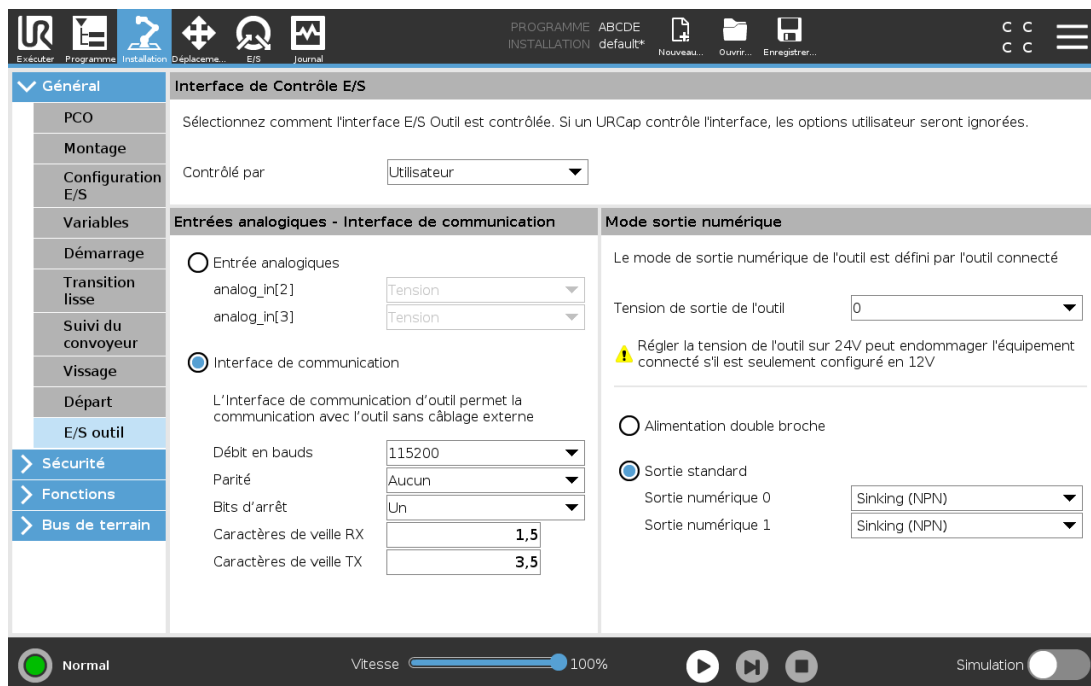 UR
PROGRAMME ABCDE
INSTALLATION default*
Exécuter Programme Installation Déplaceme... E/S Journal
Nouveau... Ouvrir... Enregistrer...
C C
C C
Général
PCO
Montage
Configuration
E/S
Variables
Démarrage
Transition
lisse
Suivi du
convoyeur
Vissage
Départ
E/S outil
Sécurité
Fonctions
Bus de terrain
Interface de Contrôle E/S
Sélectionnez comment l'interface E/S Outil est contrôlée. Si un URCap contrôle l'interface, les options utilisateur seront ignorées.
Contrôlé par Utilisateur
Entrées analogiques - Interface de communication
Entrée analogiques
analog_in[2] Tension
analog_in[3] Tension
Interface de communication
L'Interface de communication d'outil permet la
communication avec l'outil sans câblage externe
Débit en bauds 115200
Parité Aucun
Bits d'arrêt Un
Caractères de veille RX 1,5
Caractères de veille TX 3,5
Mode sortie numérique
Le mode de sortie numérique de l'outil est défini par l'outil connecté
Tension de sortie de l'outil 0
Régler la tension de l'outil sur 24V peut endommager l'équipement
connecté s'il est seulement configuré en 12V
Alimentation double broche
Sortie standard
Sortie numérique 0 Sinking (NPN)
Sortie numérique 1 Sinking (NPN)
Normal
Vitesse 100%
Simulation